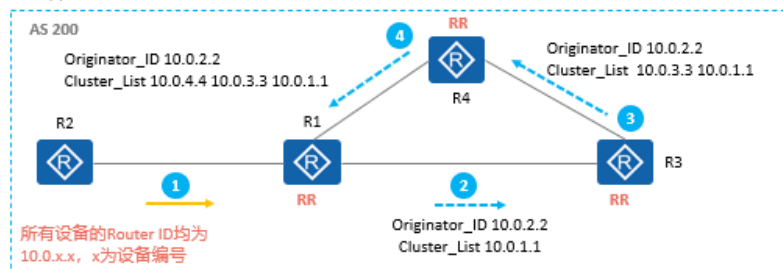 AS 200
RR
4
Originator_ID 10.0.2.2
Cluster_List 10.0.4.4 10.0.3.3 10.0.1.1
Originator_ID 10.0.2.2
Cluster_List 10.0.3.3 10.0.1.1
R
R4
R2
R1
3
R
R
R
R3
1
RR
2
RR
所有设备的Router ID均为
10.0.x.x，x为设备编号
Originator_ID 10.0.2.2
Cluster_List 10.0.1.1